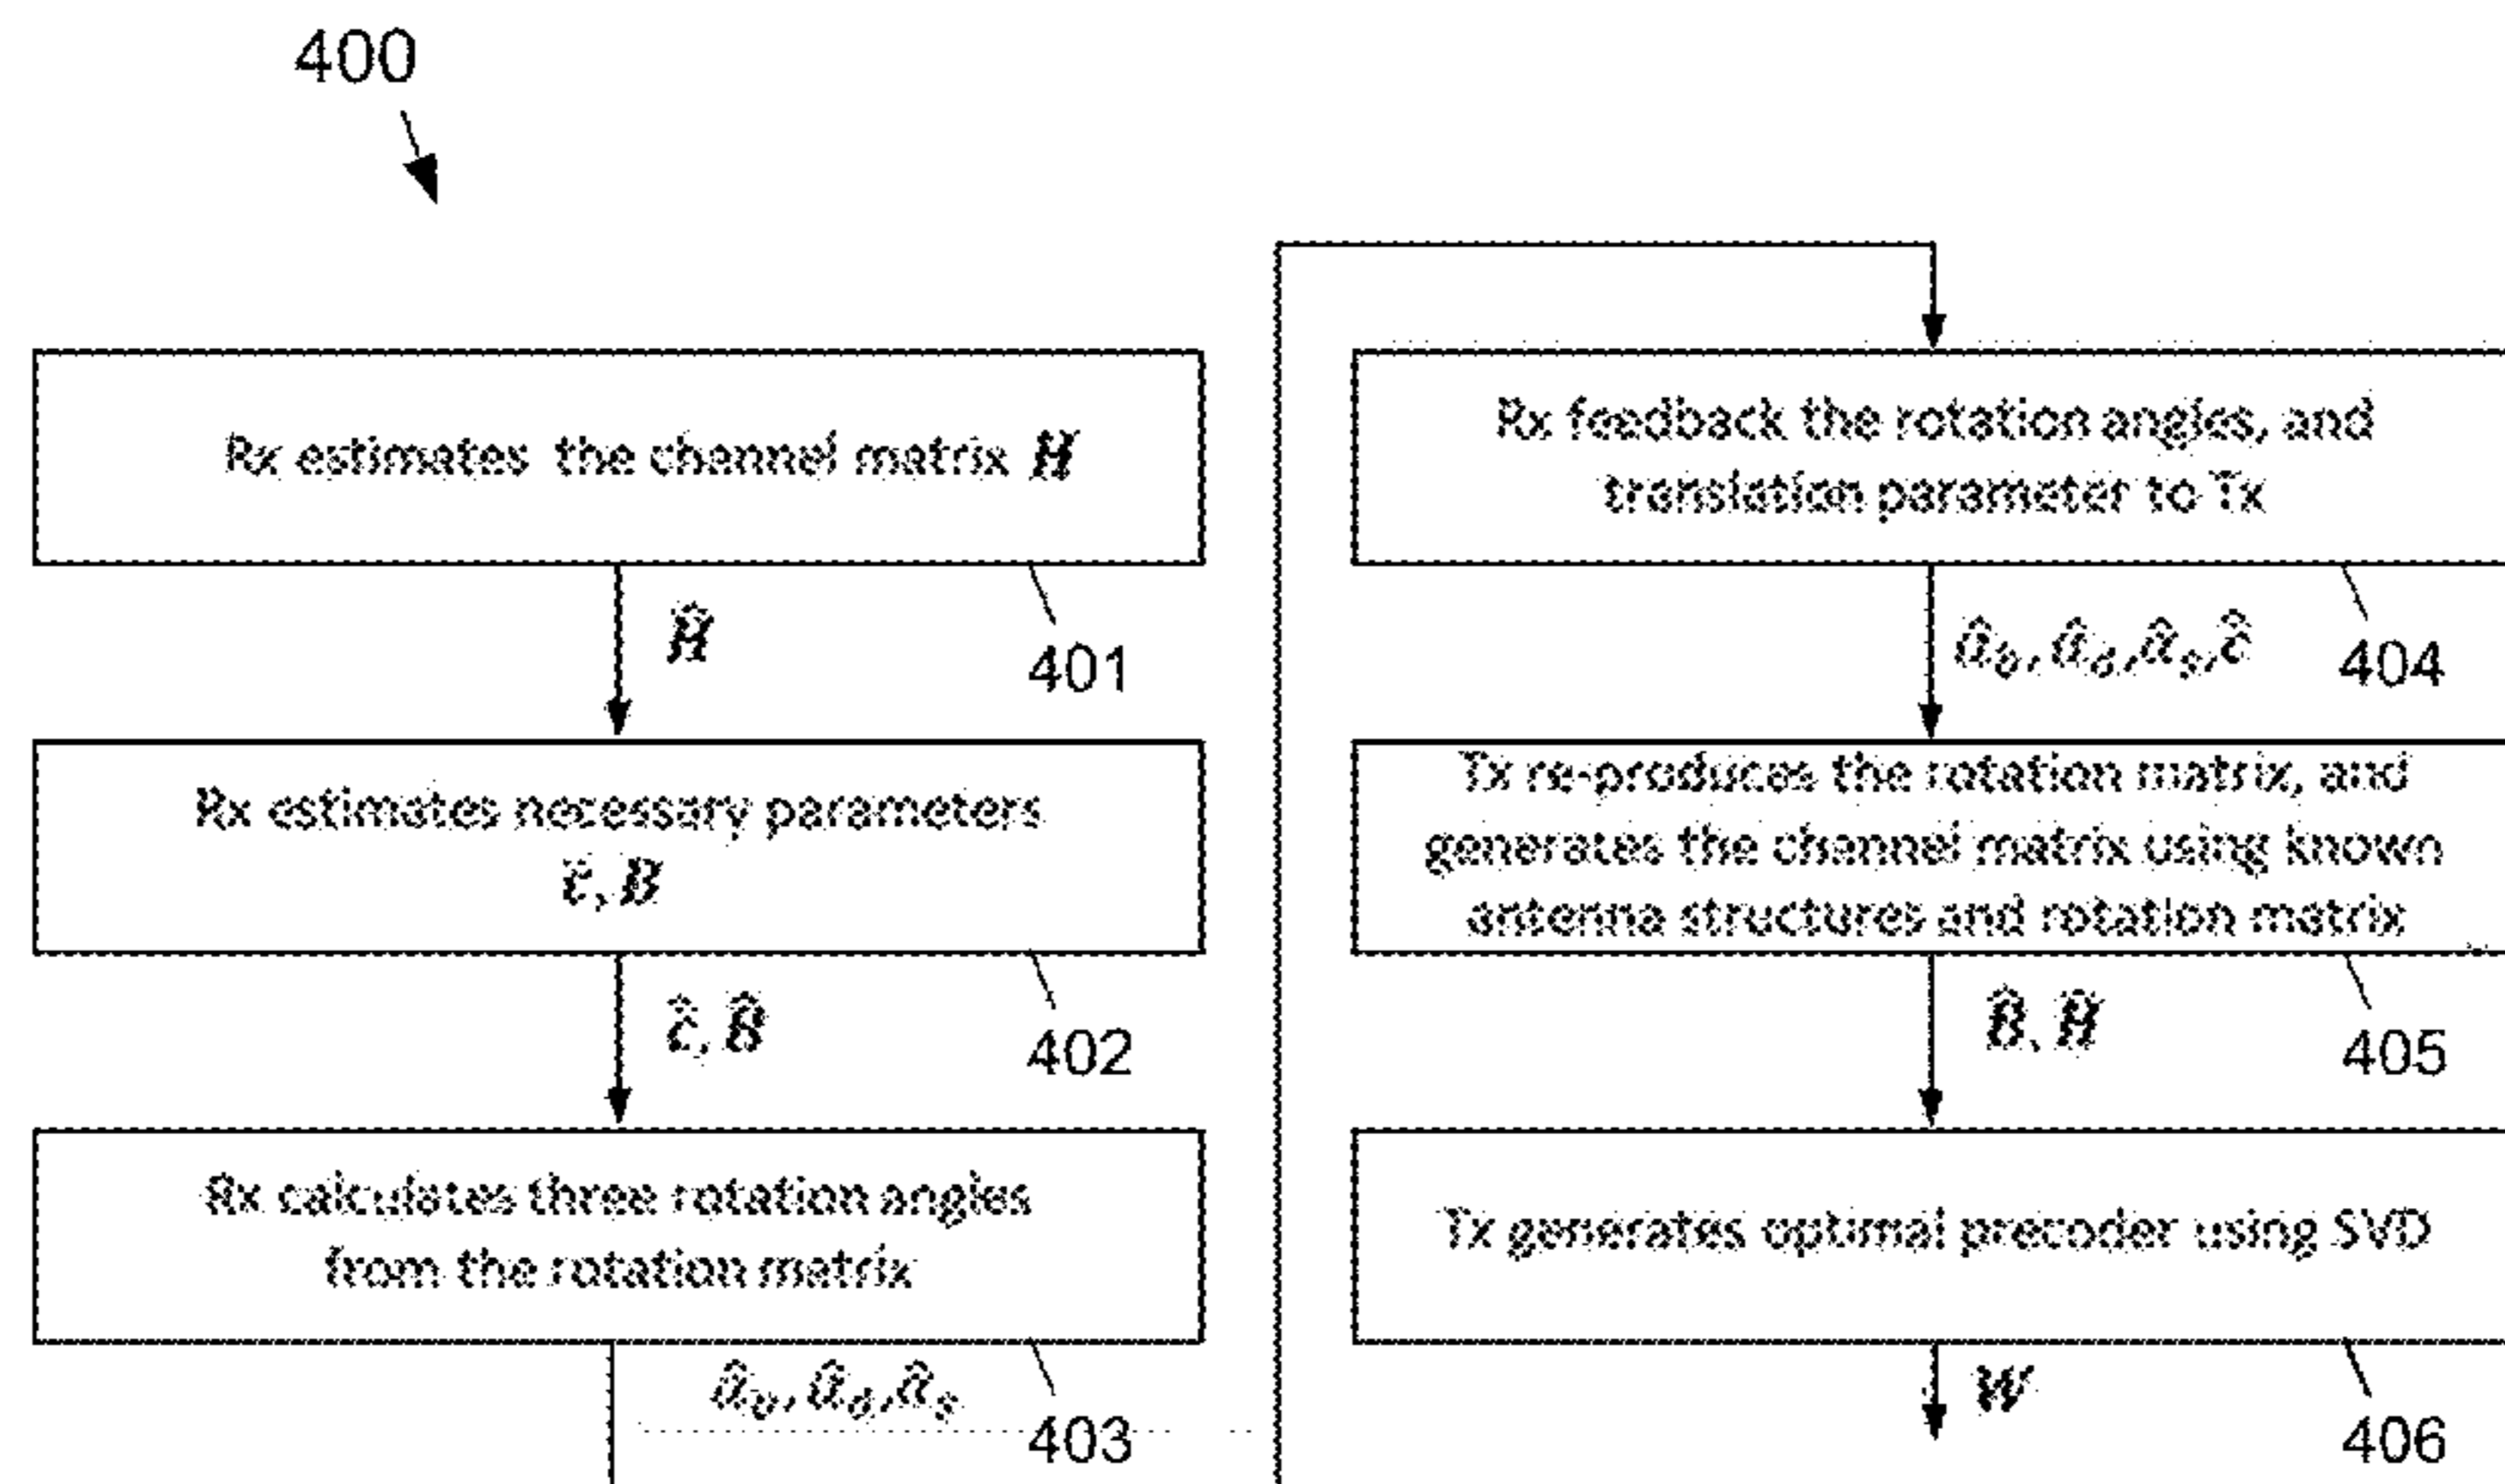 400
Rx estimates the channel matrix H
Ĥ
401
Rx estimates necessary parameters
c̄, B
ĉ, B̂
402
Rx calculates three rotation angles
from the rotation matrix
403
Rx feedback the rotation angles, and
translation parameter to Tx
404
Tx re-produces the rotation matrix, and
generates the channel matrix using known
antenna structures and rotation matrix
B̂, Ĥ
405
Tx generates optimal precoder using SVD
W
406